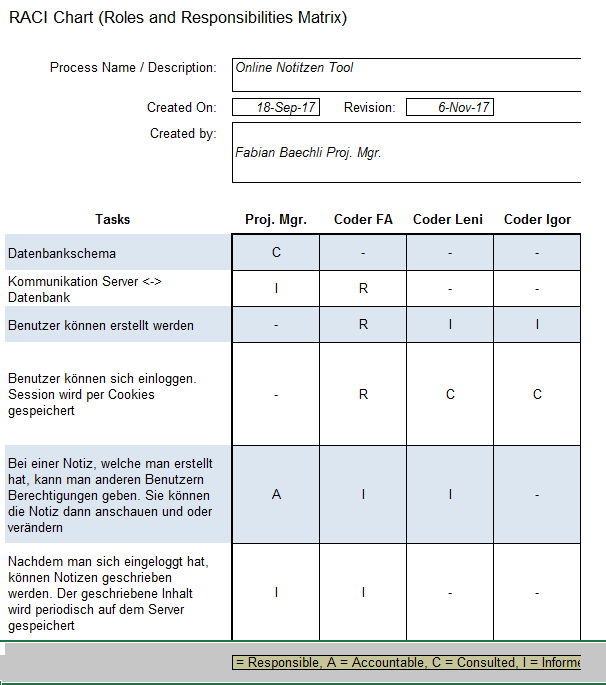 RACI Chart (Roles and Responsibilities Matrix)
Process Name / Description: Online Notitzen Tool
Created On: 18-Sep-17 Revision: 6-Nov-17
Created by:
Fabian Baechli Proj. Mgr.
Tasks Proj. Mgr. Coder FA Coder Leni Coder Igor
Datenbankschema C - - -
Kommunikation Server <->
Datenbank I R - -
Benutzer können erstellt werden - R I I
Benutzer können sich einloggen.
Session wird per Cookies - R C C
gespeichert
Bei einer Notiz, welche man erstellt
hat, kann man anderen Benutzern
Berechtigungen geben. Sie können A I I -
die Notiz dann anschauen und oder
verändern
Nachdem man sich eingeloggt hat,
können Notizen geschrieben
werden. Der geschriebene Inhalt I I - -
wird periodisch auf dem Server
gespeichert
= Responsible, A = Accountable, C = Consulted, I = Informe